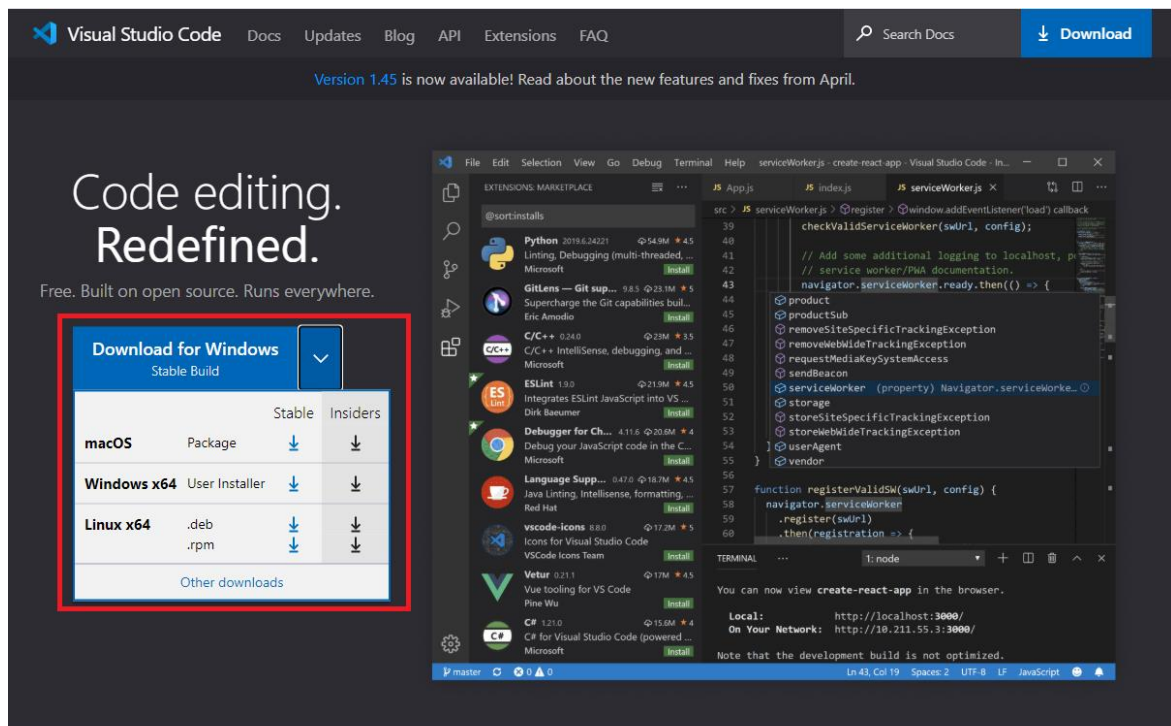 Visual Studio Code Docs Updates Blog API Extensions FAQ Search Docs Download
Version 1.45 is now available! Read about the new features and fixes from April.
Code editing.
Redefined.
Free. Built on open source. Runs everywhere.
Download for Windows
Stable Build
Stable Insiders
macOS Package
Windows x64 User Installer
Linux x64 .deb
.rpm
Other downloads
File Edit Selection View Go Debug Terminal Help serviceWorker.js - create-react-app - Visual Studio Code - In...
EXTENSIONS: MARKETPLACE
@sort:installs
Python 2019.6.24221 54.9M ★ 4.5
Linting, Debugging (multi-threaded, ...
Microsoft Install
GitLens — Git sup... 9.8.5 23.1M ★ 5
Supercharge the Git capabilities buil...
Eric Amodio Install
C/C++ 0.24.0 23M ★ 3.5
C/C++
C/C++ IntelliSense, debugging, and ...
Microsoft Install
ESLint 1.9.0 21.9M ★ 4.5
ES
Lint
Integrates ESLint JavaScript into VS ...
Dirk Baeumer Install
Debugger for Ch... 4.11.6 20.6M ★ 4
Debug your JavaScript code in the C...
Microsoft Install
Language Supp... 0.47.0 18.7M ★ 4.5
Java Linting, Intellisense, formatting, ...
Red Hat Install
vscode-icons 8.8.0 17.2M ★ 5
Icons for Visual Studio Code
VSCode Icons Team Install
Vetur 0.21.1 17M ★ 4.5
Vue tooling for VS Code
Pine Wu Install
C# 1.21.0 15.6M ★ 4
C#
C# for Visual Studio Code (powered ...
Microsoft Install
JS App.js JS index.js JS serviceWorker.js
src > JS serviceWorker.js > register > window.addEventListener('load') callback
39 checkValidServiceWorker(swUrl, config);
40
41 // Add some additional logging to localhost, p
42 // service worker/PWA documentation.
43 navigator.serviceWorker.ready.then(() => {
44 product
45 productSub
46 removeSiteSpecificTrackingException
47 removeWebWideTrackingException
48 requestMediaKeySystemAccess
49 sendBeacon
50 serviceWorker (property) Navigator.serviceWorke...
51 storage
52 storeSiteSpecificTrackingException
53 storeWebWideTrackingException
54 } userAgent
55 } vendor
56
57 function registerValidSW(swUrl, config) {
58 navigator.serviceWorker
59 .register(swUrl)
60 .then(registration => {
TERMINAL ... 1: node
You can now view create-react-app in the browser.
Local: http://localhost:3000/
On Your Network: http://10.211.55.3:3000/
Note that the development build is not optimized.
master 0 0 Ln 43, Col 19 Spaces: 2 UTF-8 LF JavaScript